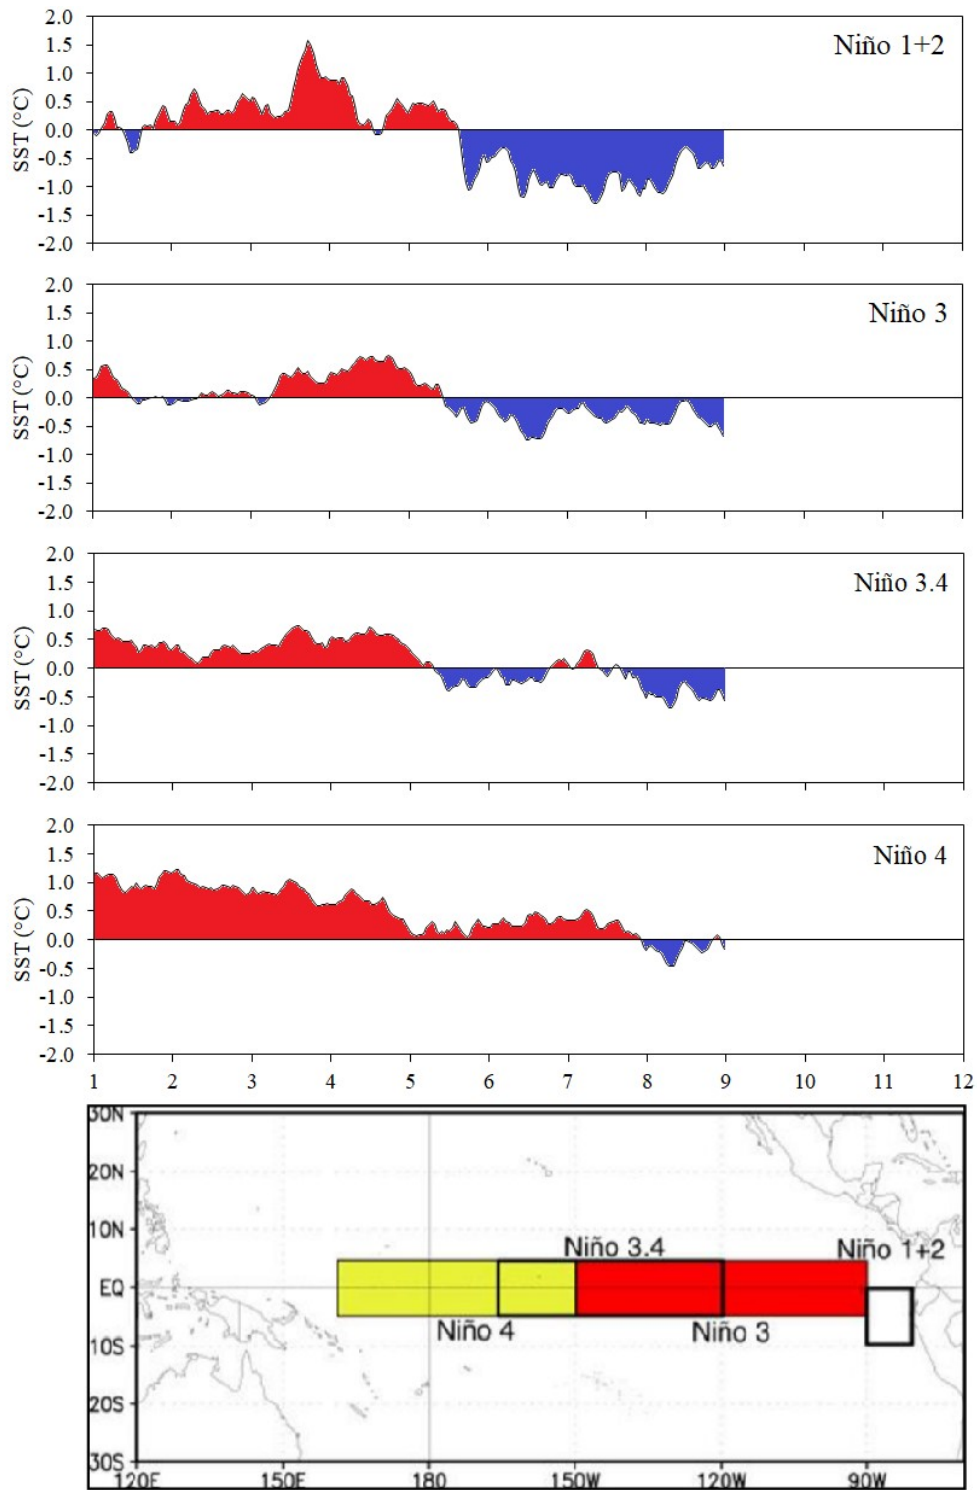 2.0
1.5
1.0
0.5
0.0
-0.5
-1.0
-1.5
-2.0
SST (°C)
Niño 1+2
2.0
1.5
1.0
0.5
0.0
-0.5
-1.0
-1.5
-2.0
SST (°C)
Niño 3
2.0
1.5
1.0
0.5
0.0
-0.5
-1.0
-1.5
-2.0
SST (°C)
Niño 3.4
2.0
1.5
1.0
0.5
0.0
-0.5
-1.0
-1.5
-2.0
SST (°C)
Niño 4
1 2 3 4 5 6 7 8 9 10 11 12
30N
20N
10N
EQ
10S
20S
30S
Niño 3.4
Niño 1+2
Niño 4
Niño 3
120E 150E 180 150W 120W 90W